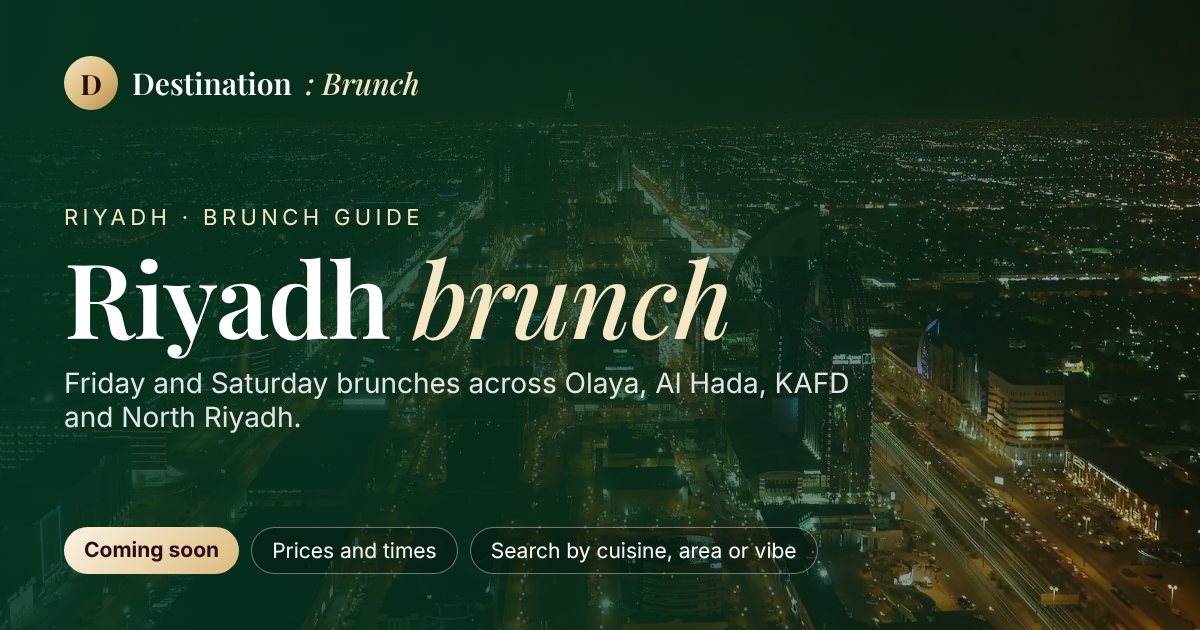 D Destination : Brunch
RIYADH · BRUNCH GUIDE
Riyadh brunch
Friday and Saturday brunches across Olaya, Al Hada, KAFD
and North Riyadh.
Coming soon
Prices and times
Search by cuisine, area or vibe